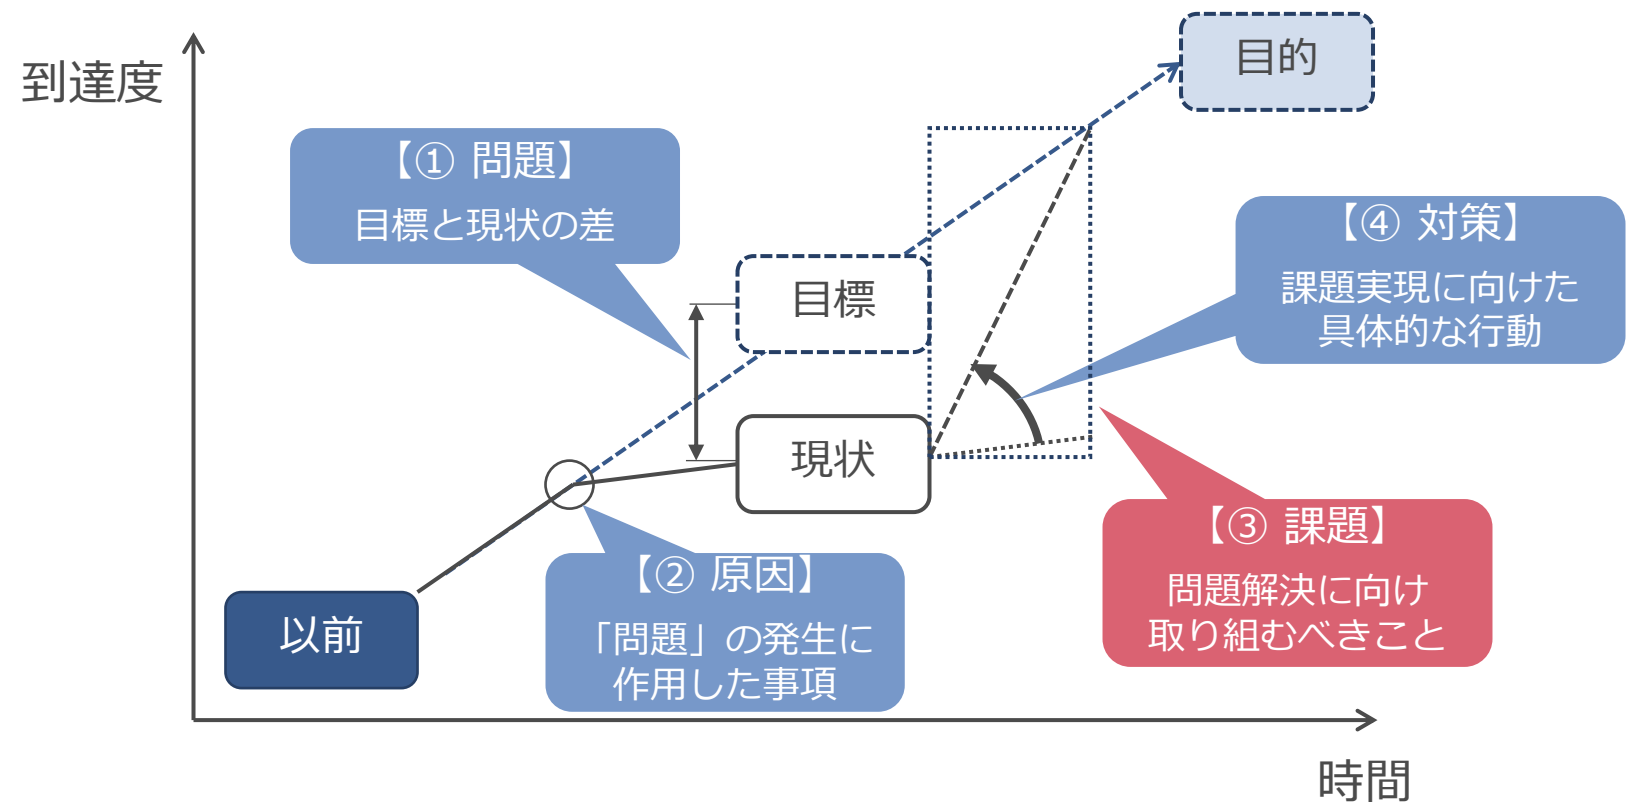 到達度
目的
【① 問題】
目標と現状の差
【④ 対策】
課題実現に向けた
具体的な行動
目標
現状
【③ 課題】
問題解決に向け
取り組むべきこと
【② 原因】
「問題」の発生に
作用した事項
以前
時間